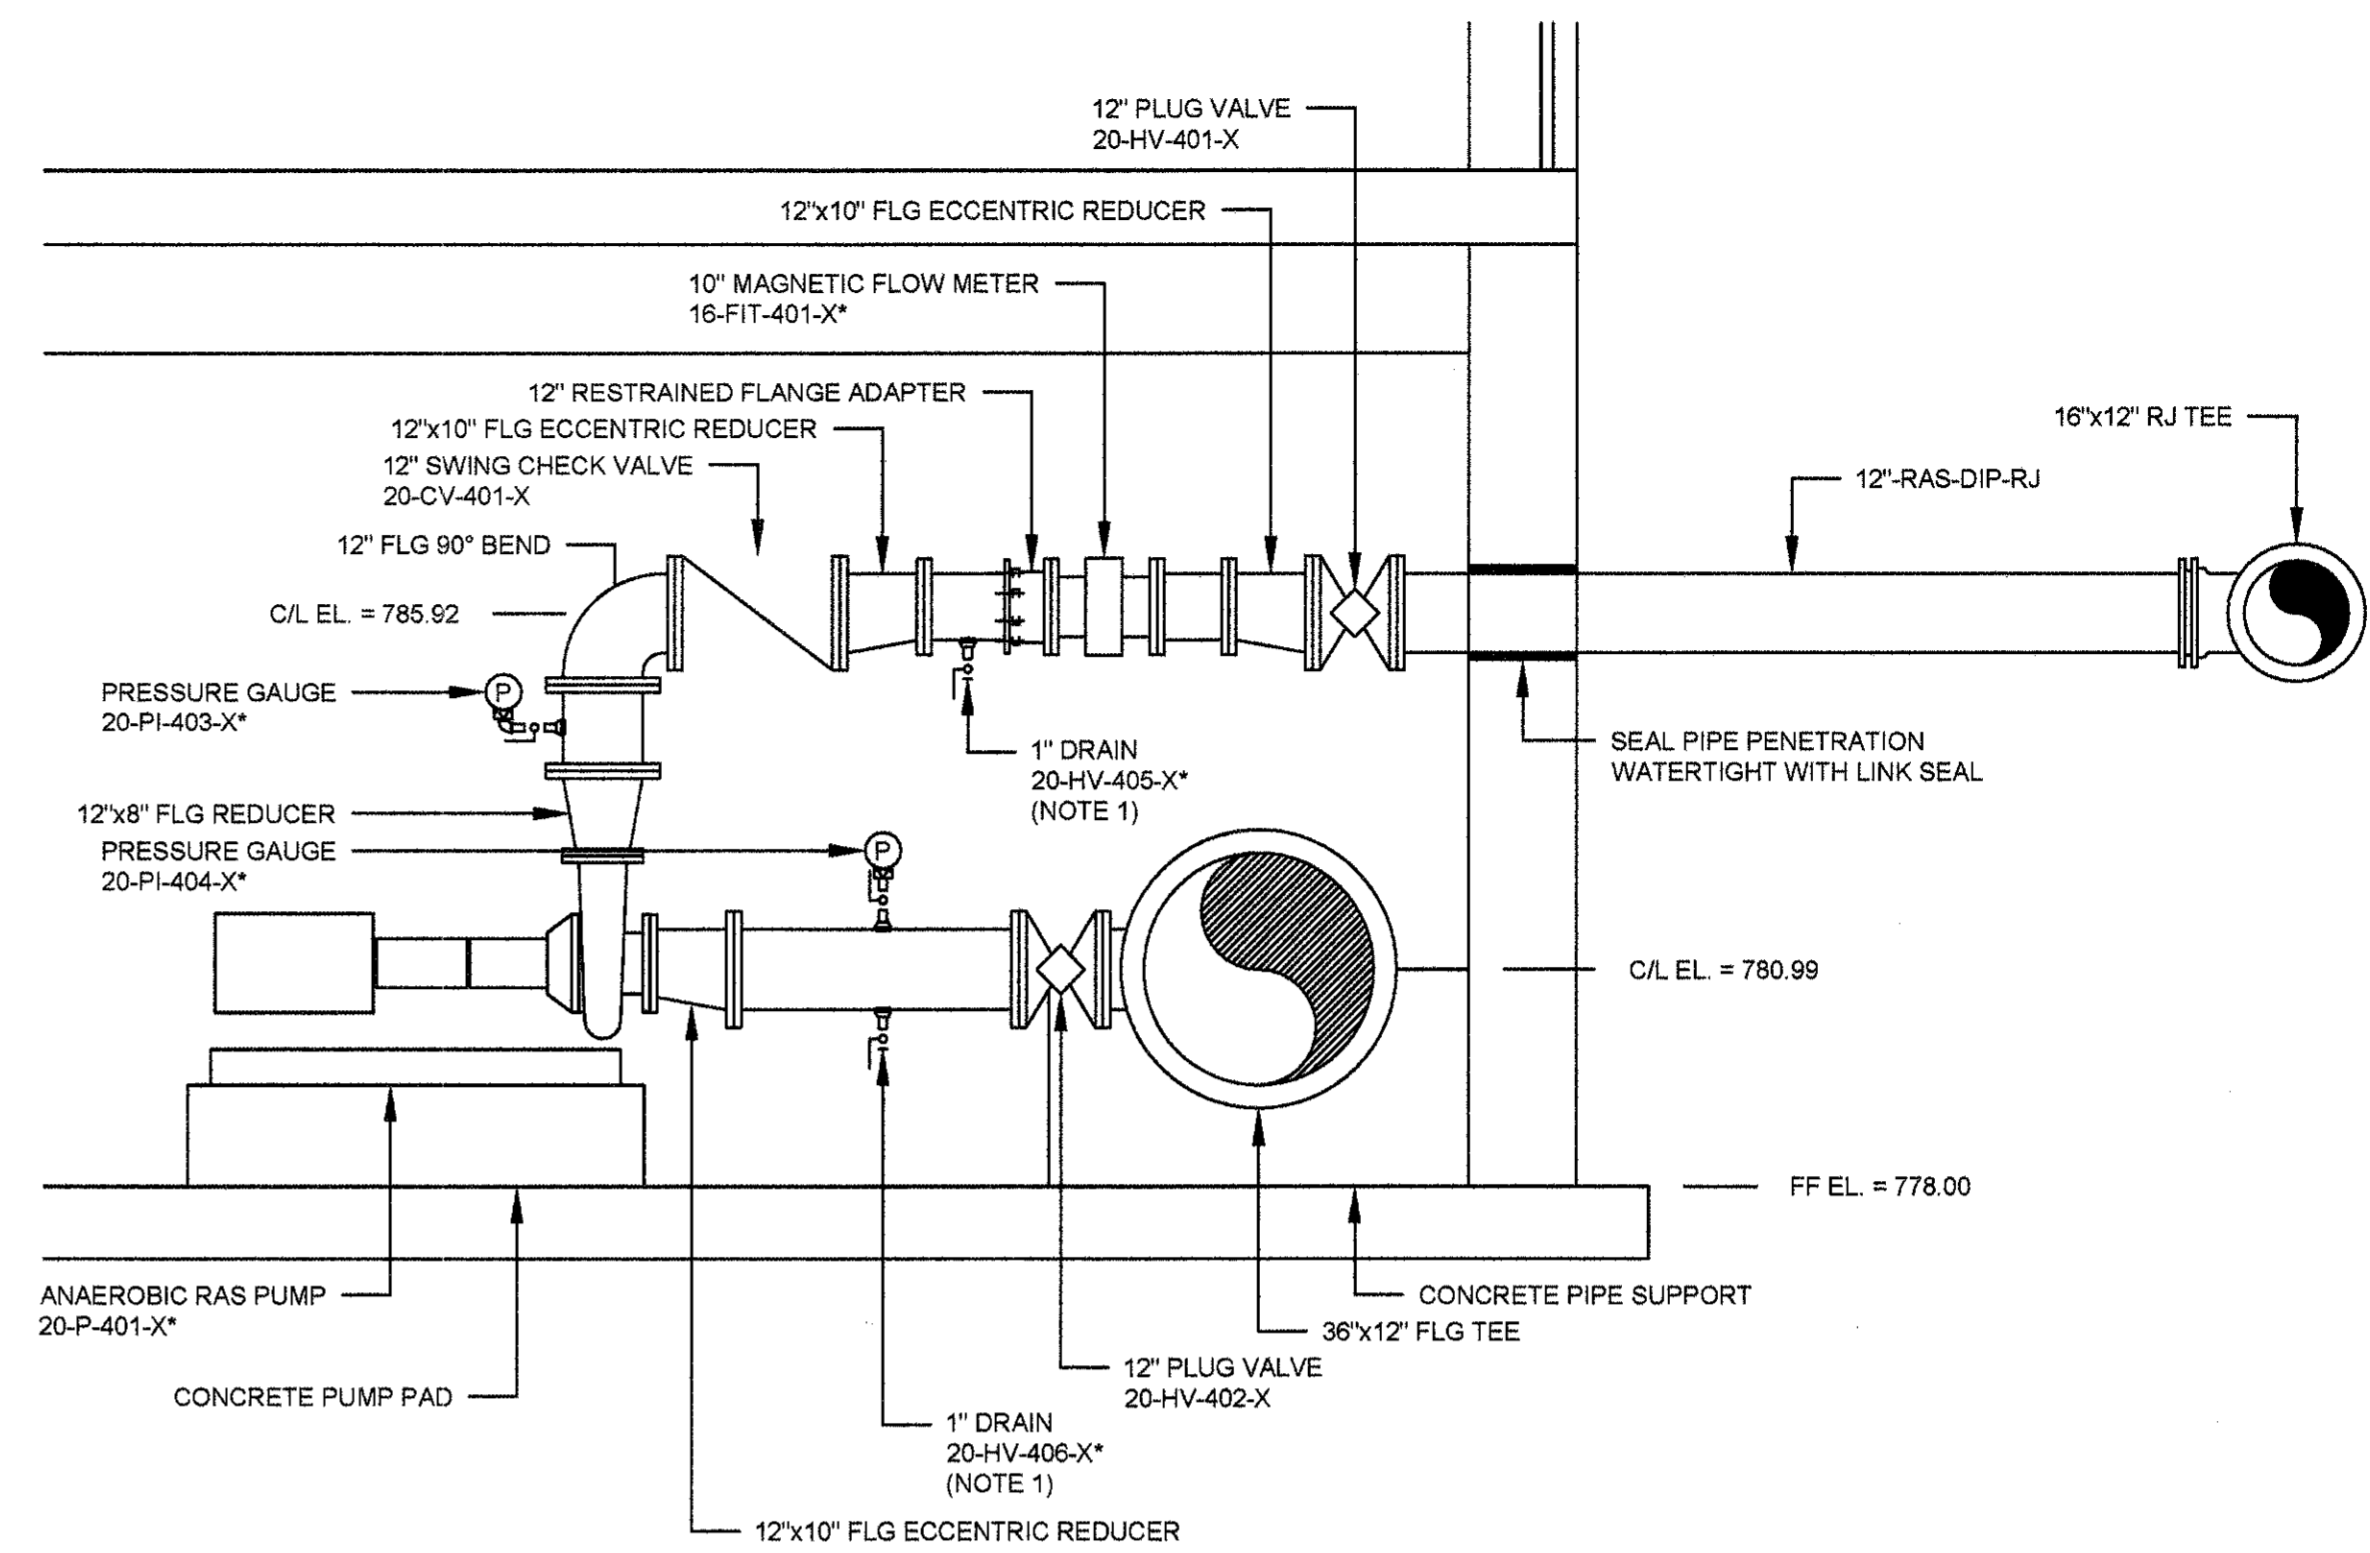 12" PLUG VALVE
20-HV-401-X
12"x10" FLG ECCENTRIC REDUCER
10" MAGNETIC FLOW METER
16-FIT-401-X*
12" RESTRAINED FLANGE ADAPTER
12"x10" FLG ECCENTRIC REDUCER
12" SWING CHECK VALVE
20-CV-401-X
12" FLG 90° BEND
C/L EL. = 785.92
16"x12" RJ TEE
12"-RAS-DIP-RJ
PRESSURE GAUGE
20-PI-403-X*
P
1" DRAIN
20-HV-405-X*
(NOTE 1)
SEAL PIPE PENETRATION
WATERTIGHT WITH LINK SEAL
12"x8" FLG REDUCER
PRESSURE GAUGE
20-PI-404-X*
P
C/L EL. = 780.99
FF EL. = 778.00
ANAEROBIC RAS PUMP
20-P-401-X*
CONCRETE PUMP PAD
CONCRETE PIPE SUPPORT
36"x12" FLG TEE
12" PLUG VALVE
20-HV-402-X
1" DRAIN
20-HV-406-X*
(NOTE 1)
12"x10" FLG ECCENTRIC REDUCER